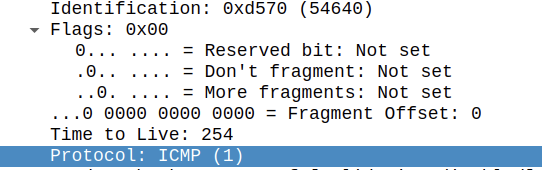 Identification: 0xd570 (54640)
Flags: 0x00
0... .... = Reserved bit: Not set
.0.. .... = Don't fragment: Not set
..0. .... = More fragments: Not set
...0 0000 0000 0000 = Fragment Offset: 0
Time to Live: 254
Protocol: ICMP (1)